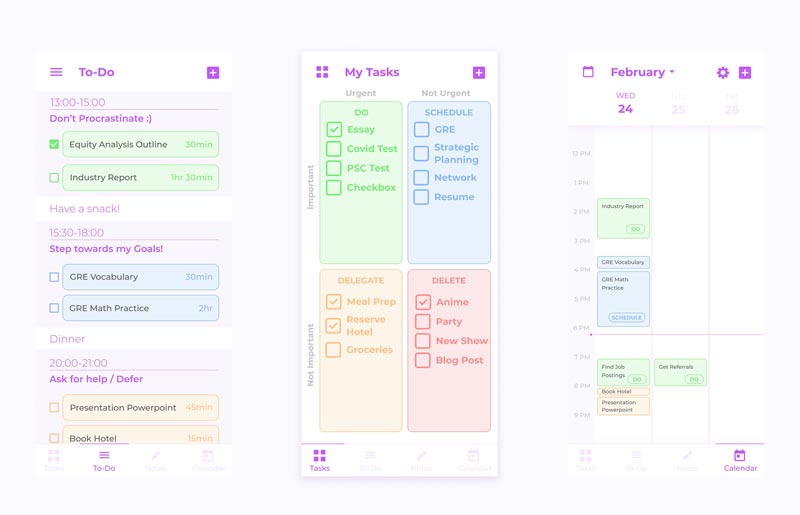 To-Do
13:00-15:00
Don't Procrastinate :)
Equity Analysis Outline 30min
Industry Report 1hr 30min
Have a snack!
15:30-18:00
Step towards my Goals!
GRE Vocabulary 30min
GRE Math Practice 2hr
Dinner
20:00-21:00
Ask for help / Defer
Presentation Powerpoint 45min
Book Hotel 15min
Tasks To-Do Notes Calendar
My Tasks
Urgent Not Urgent
Important
DO
Essay
Covid Test
PSC Test
Checkbox
SCHEDULE
GRE
Strategic
Planning
Network
Resume
Not Important
DELEGATE
Meal Prep
Reserve
Hotel
Groceries
DELETE
Anime
Party
New Show
Blog Post
Tasks To-Do Notes Calendar
February
WED THU FRI
24 25 26
12 PM
1 PM
2 PM
3 PM
4 PM
5 PM
6 PM
7 PM
8 PM
9 PM
Industry Report
DO
GRE Vocabulary
GRE Math
Practice
SCHEDULE
Find Job
Postings
DO
Get Referrals
DO
Book Hotel
Presentation
Powerpoint
Tasks To-Do Notes Calendar